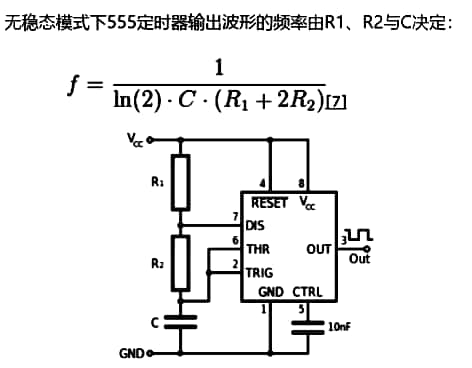 无稳态模式下555定时器输出波形的频率由R1、R2与C决定：
f = 1 / ln(2) · C · (R₁ + 2R₂)[7]
Vcc
R₁
4 8
RESET Vcc
7
DIS
6
THR
OUT
3
Out
R₂
2
TRIG
GND CTRL
1 5
C
10nF
GND